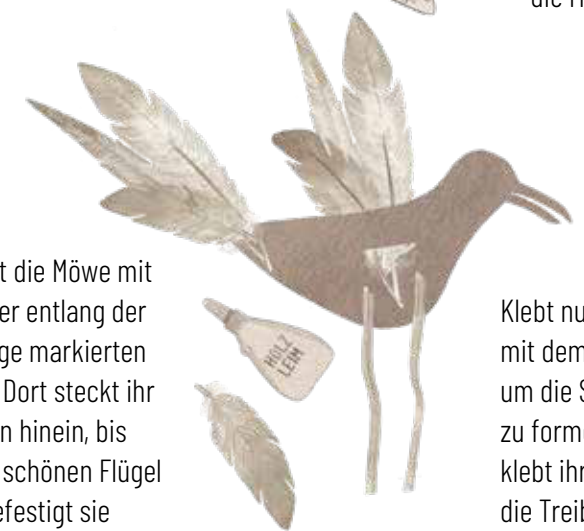 die
t die Möwe mit
er entlang der
ge markierten
Dort steckt ihr
n hinein, bis
schönen Flügel
efestigt sie
HOLZ
LEIM
Klebt nu
mit dem
um die S
zu form
klebt ihr
die Treib